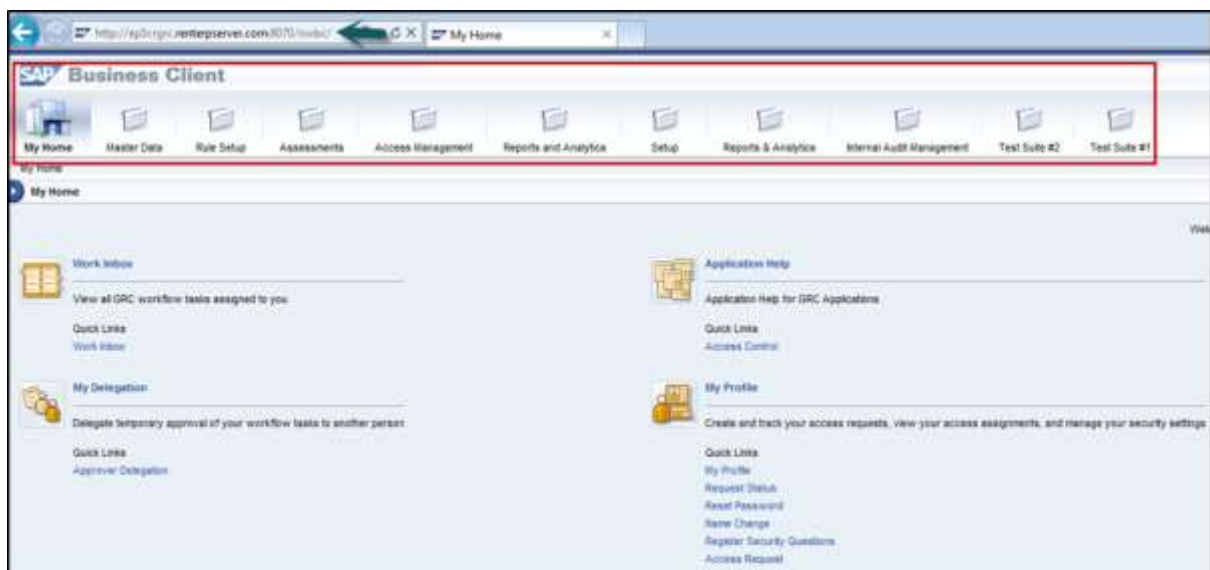 My Home
SAP Business Client
My Home Master Data Rule Setup Assessments Access Management Reports and Analytics Setup Reports & Analytics Internal Audit Management Test Suite #2 Test Suite #1
My Home
My Home
Work Inbox
View all GRC workflow tasks assigned to you
Quick Links
Work Inbox
Application Help
Application Help for GRC Applications
Quick Links
Access Control
My Delegation
Delegate temporary approval of your workflow tasks to another person
Quick Links
Approver Delegation
My Profile
Create and track your access requests, view your access assignments, and manage your security settings
Quick Links
My Profile
Request Status
Reset Password
Name Change
Register Security Questions
Access Request